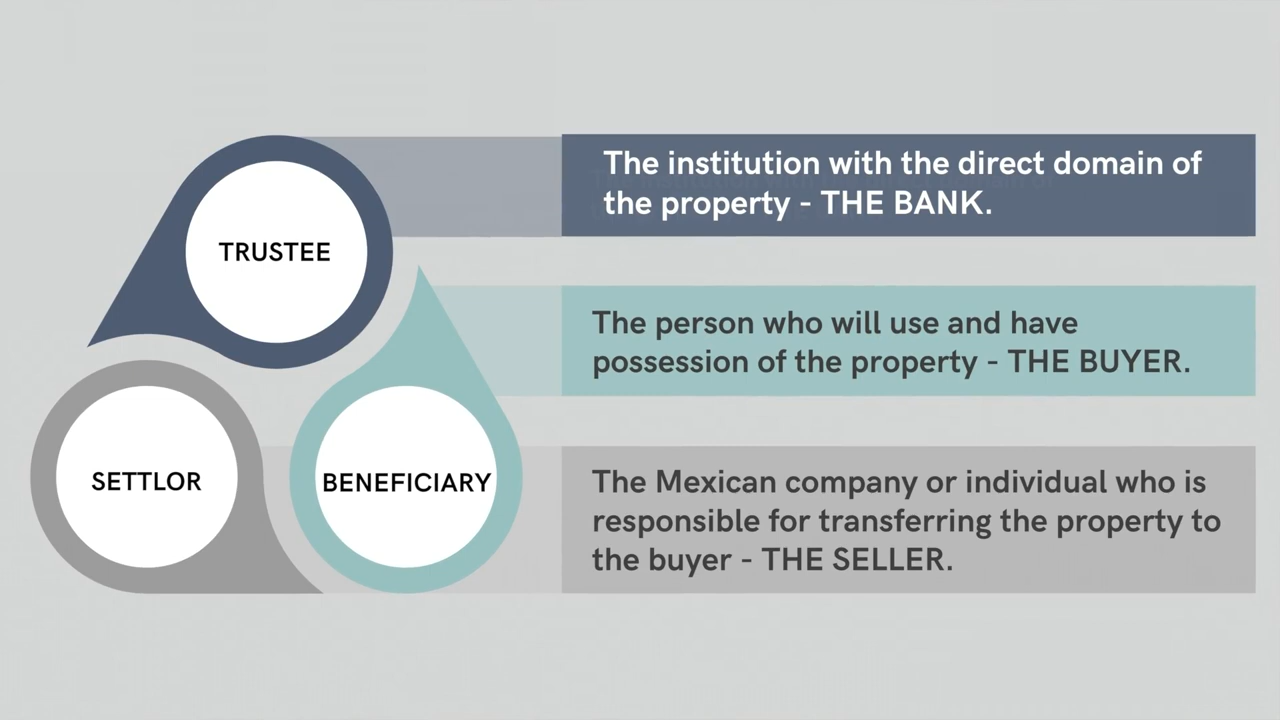 TRUSTEE
The institution with the direct domain of
the property - THE BANK.
The person who will use and have
possession of the property - THE BUYER.
SETTLOR
BENEFICIARY
The Mexican company or individual who is
responsible for transferring the property to
the buyer - THE SELLER.